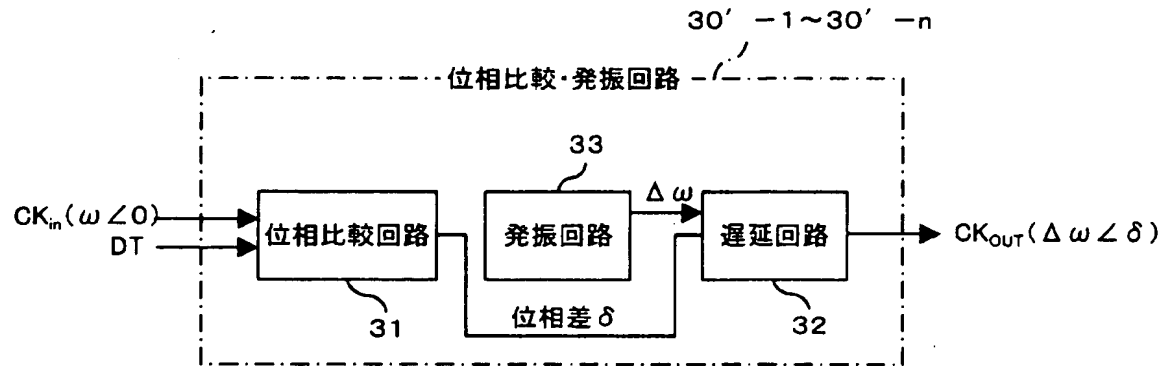 30′-1~30′-n
位相比較・発振回路
33
Δω
CKin(ω∠0)
DT
位相比較回路
発振回路
遅延回路
CKOUT(Δω∠δ)
31
位相差δ
32